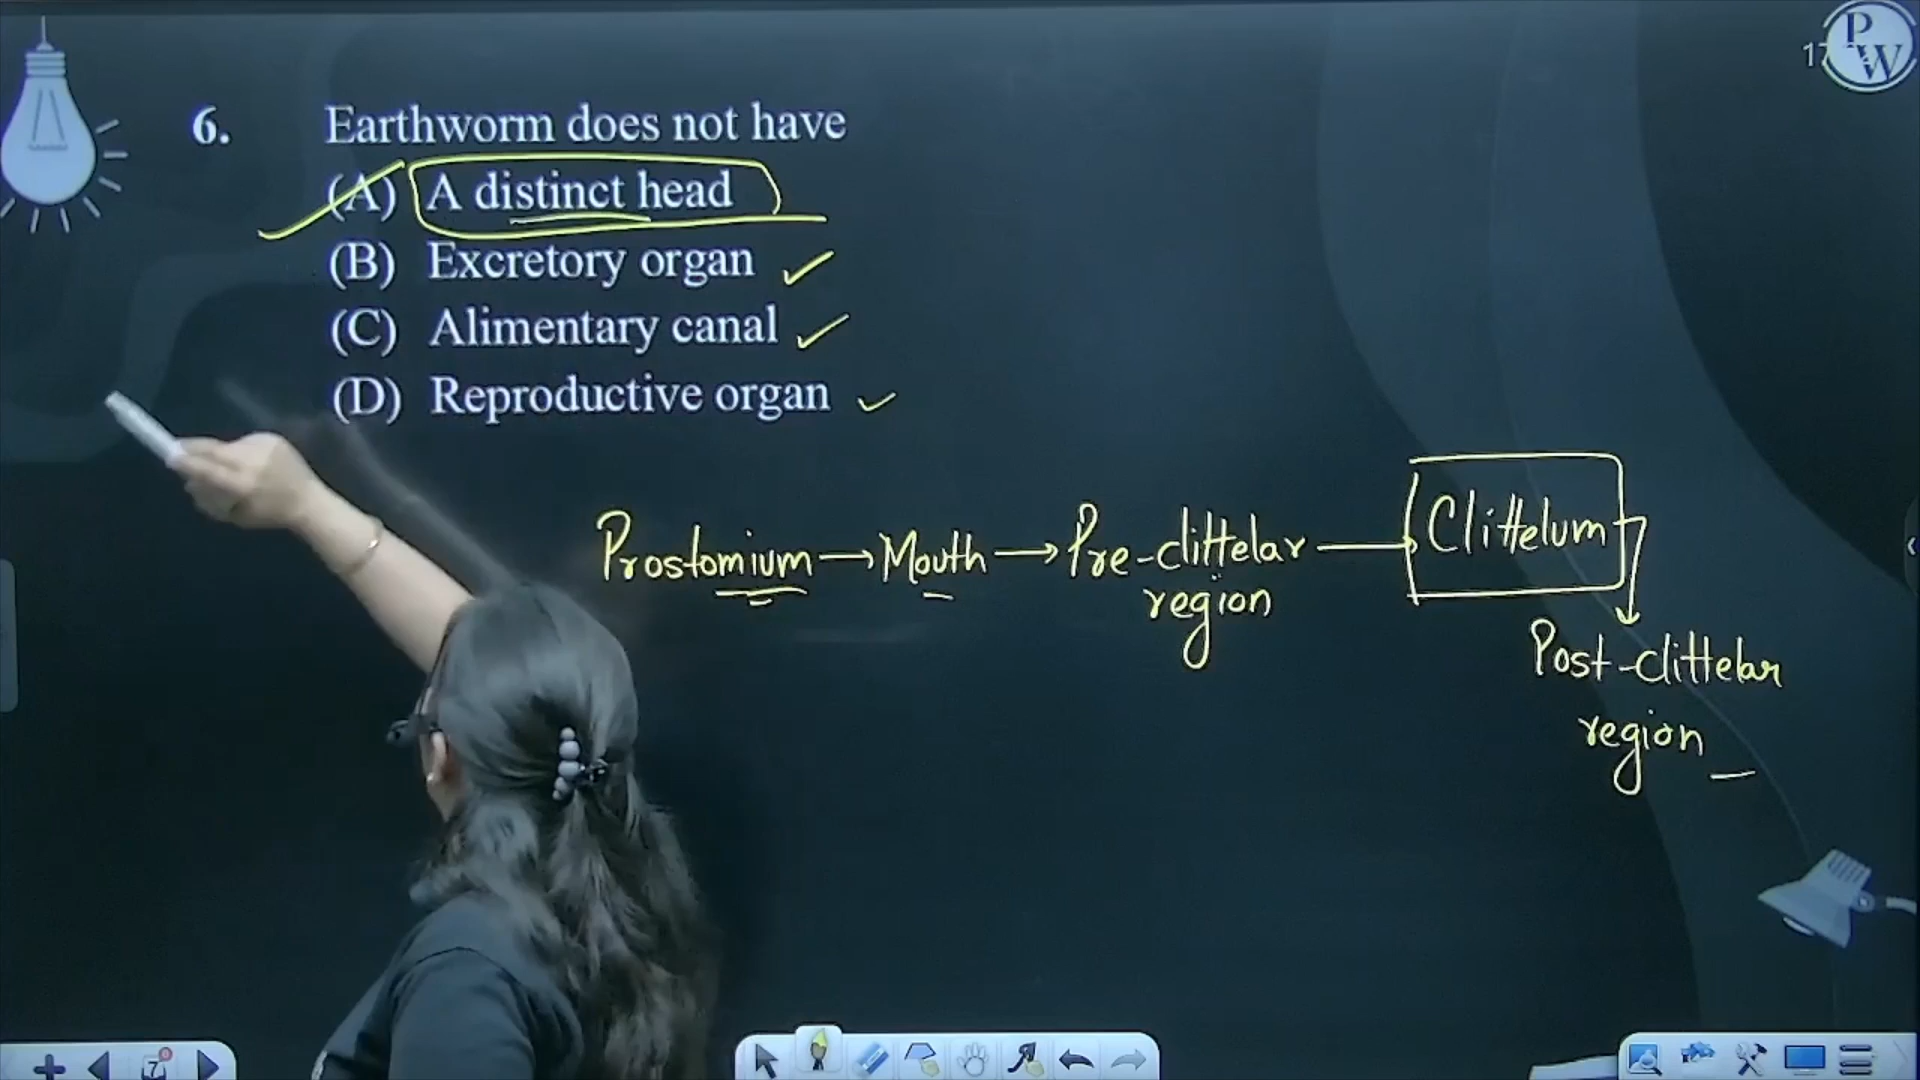 P
W
6. Earthworm does not have
(A) A distinct head
(B) Excretory organ
(C) Alimentary canal
(D) Reproductive organ
Prostomium → Mouth → Pre-clittelar region → Clittelum
Post-clittelar region
7